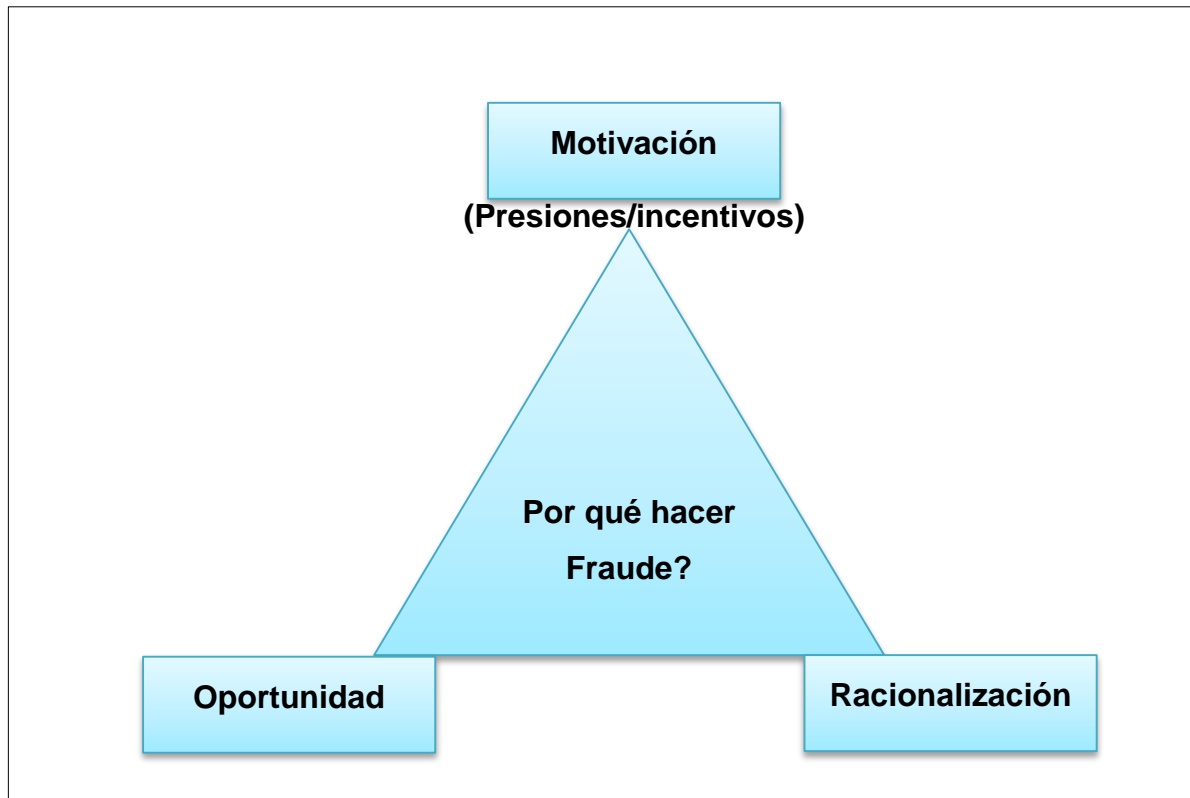 Motivación
(Presiones/incentivos)
Por qué hacer
Fraude?
Oportunidad
Racionalización